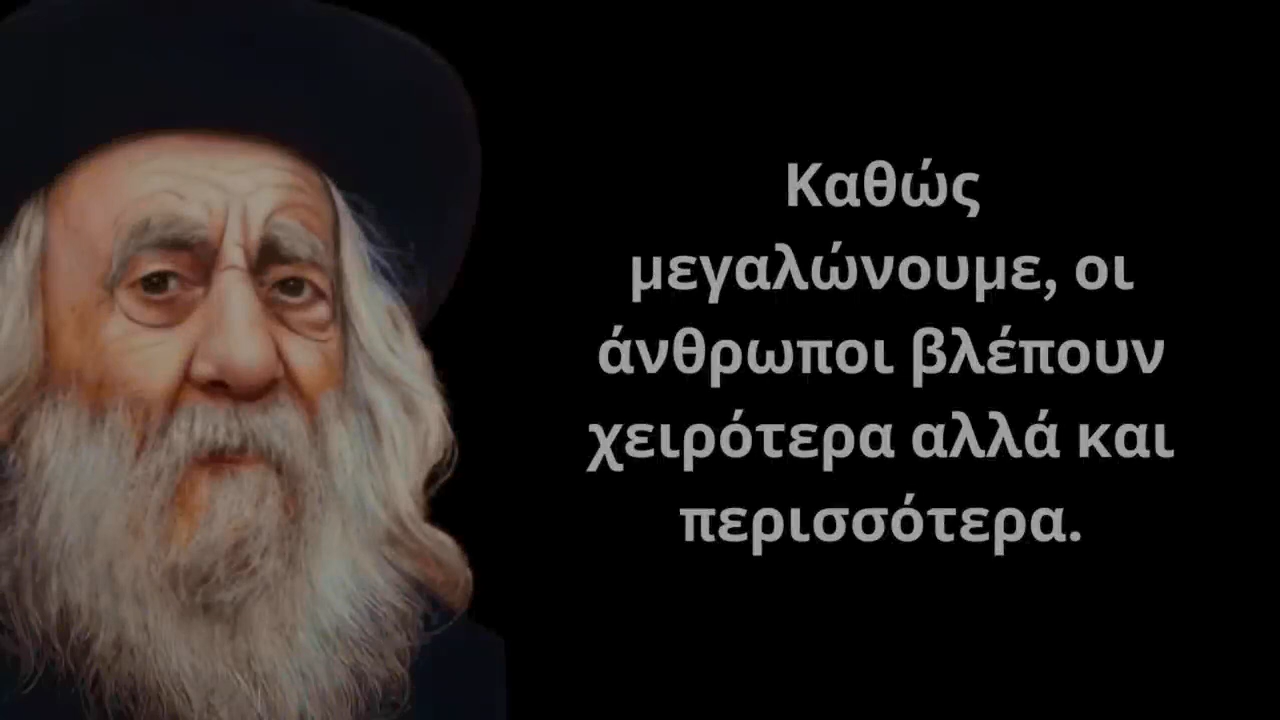 Καθώς
μεγαλώνουμε, οι
άνθρωποι βλέπουν
χειρότερα αλλά και
περισσότερα.